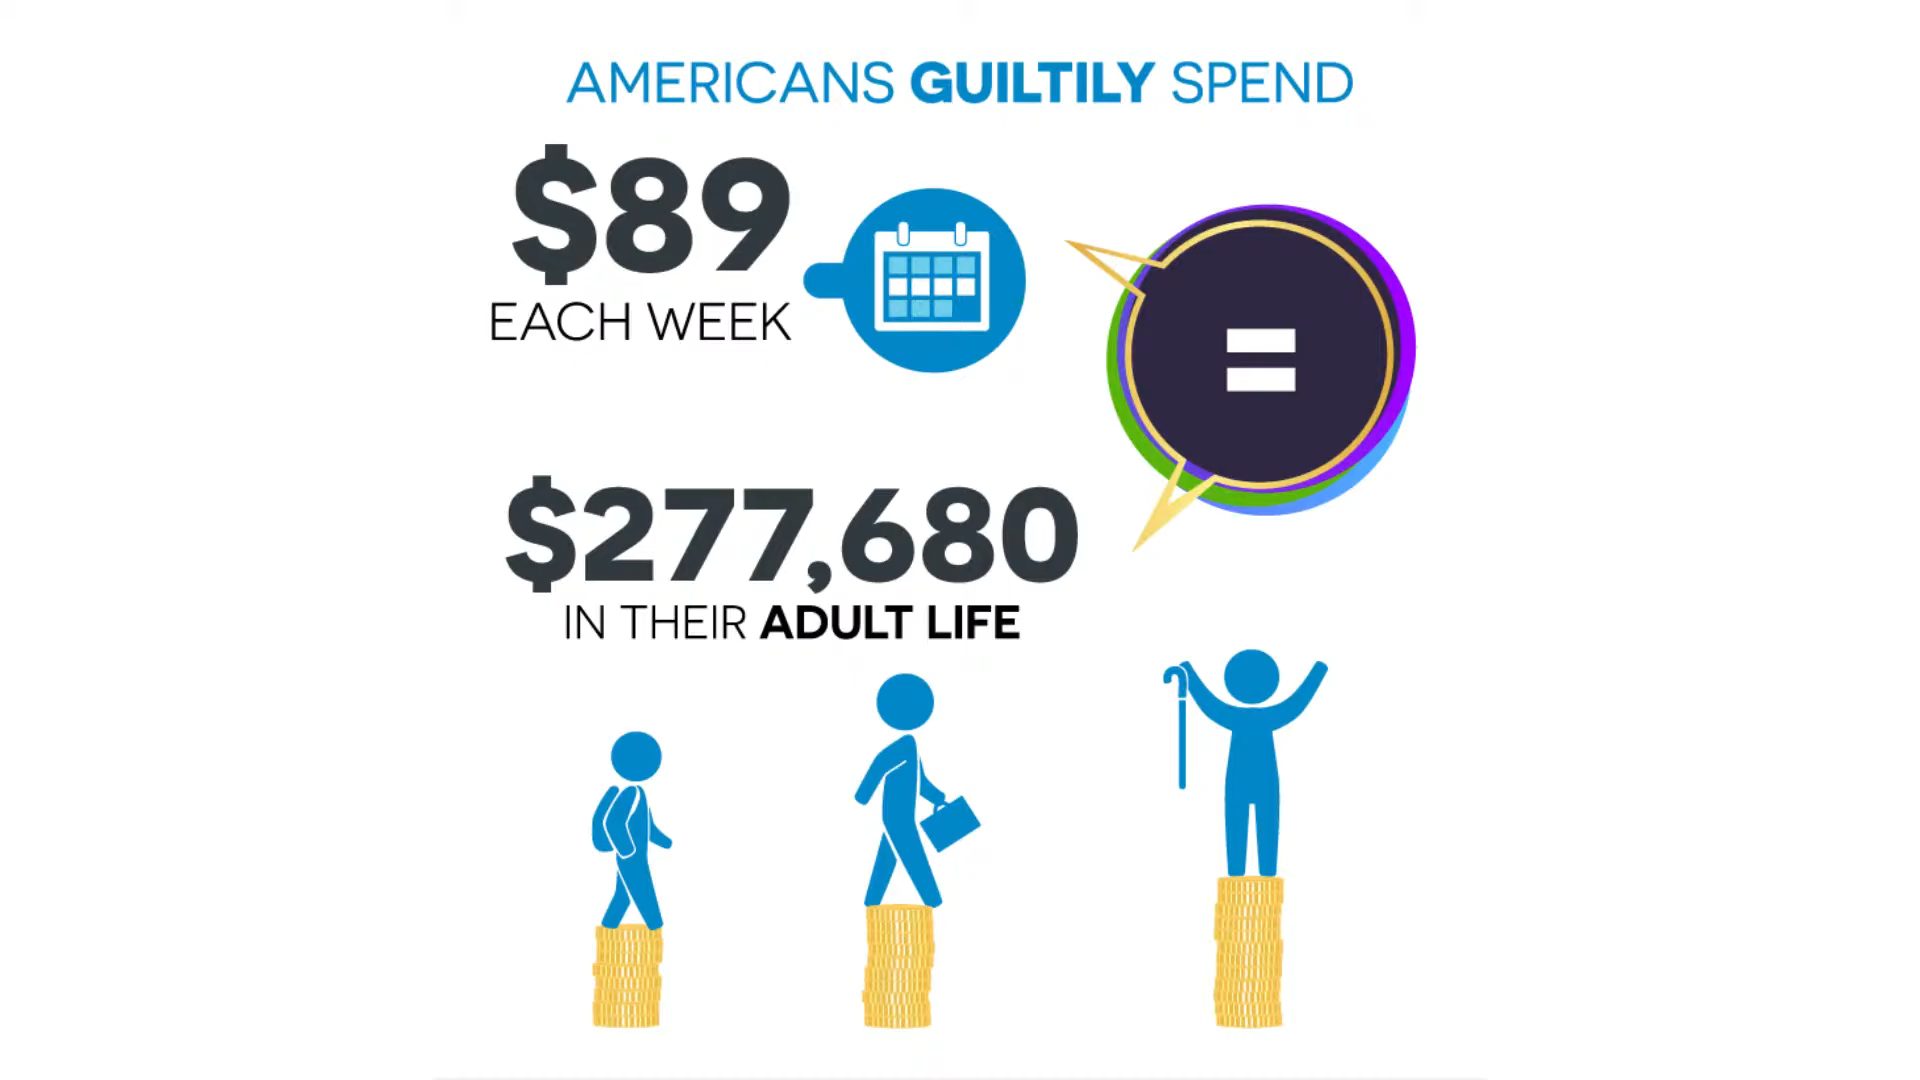 AMERICANS GUILTILY SPEND
$89
EACH WEEK
=
$277,680
IN THEIR ADULT LIFE